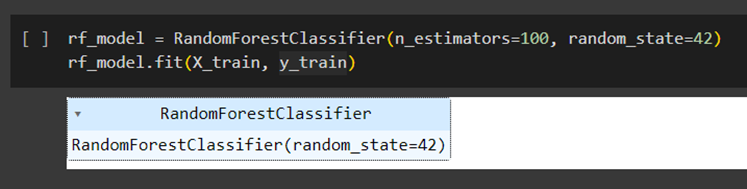 [ ] rf_model = RandomForestClassifier(n_estimators=100, random_state=42)
rf_model.fit(X_train, y_train)
▾ RandomForestClassifier
RandomForestClassifier(random_state=42)